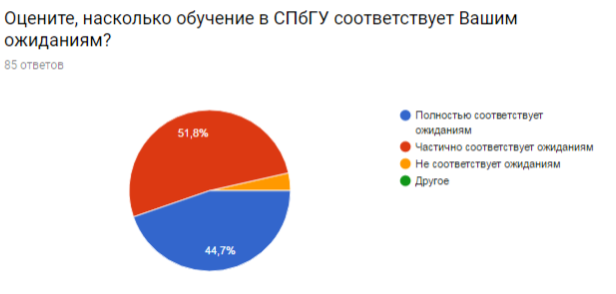 Оцените, насколько обучение в СПбГУ соответствует Вашим
ожиданиям?
85 ответов
51,8%
44,7%
Полностью соответствует
ожиданиям
Частично соответствует ожиданиям
Не соответствует ожиданиям
Другое